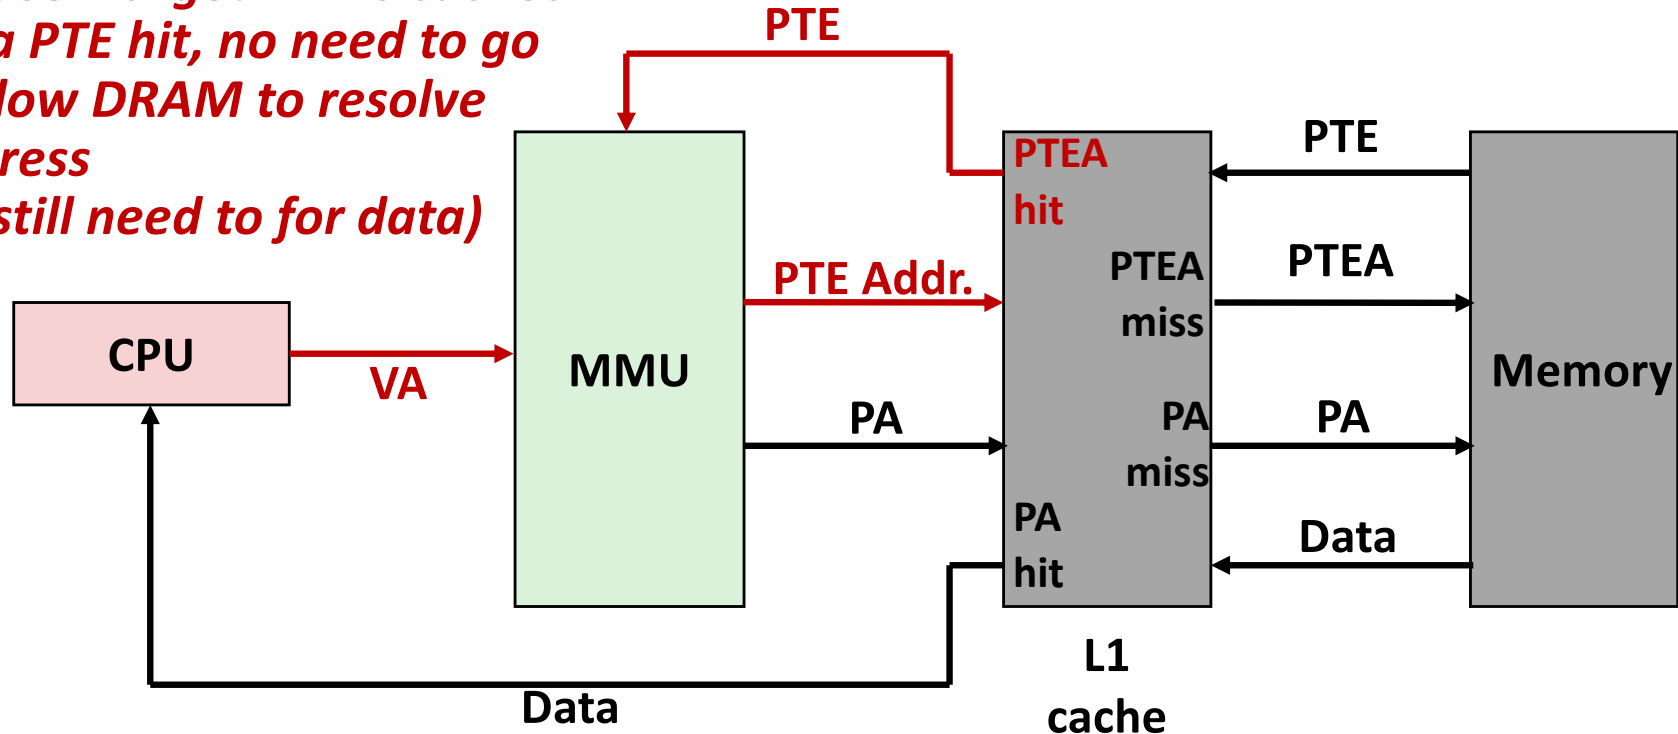 a PTE hit, no need to go
low DRAM to resolve
ress
still need to for data)
PTE
PTEA
hit
PTE
PTEA
miss
PTEA
PTE Addr.
CPU
VA
MMU
Memory
PA
PA
miss
PA
PA
hit
Data
L1
cache
Data